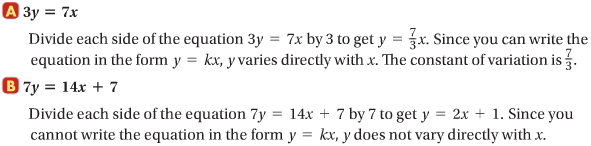 A 3y = 7x
Divide each side of the equation 3y = 7x by 3 to get y = 7/3 x. Since you can write the
equation in the form y = kx, y varies directly with x. The constant of variation is 7/3.
B 7y = 14x + 7
Divide each side of the equation 7y = 14x + 7 by 7 to get y = 2x + 1. Since you
cannot write the equation in the form y = kx, y does not vary directly with x.